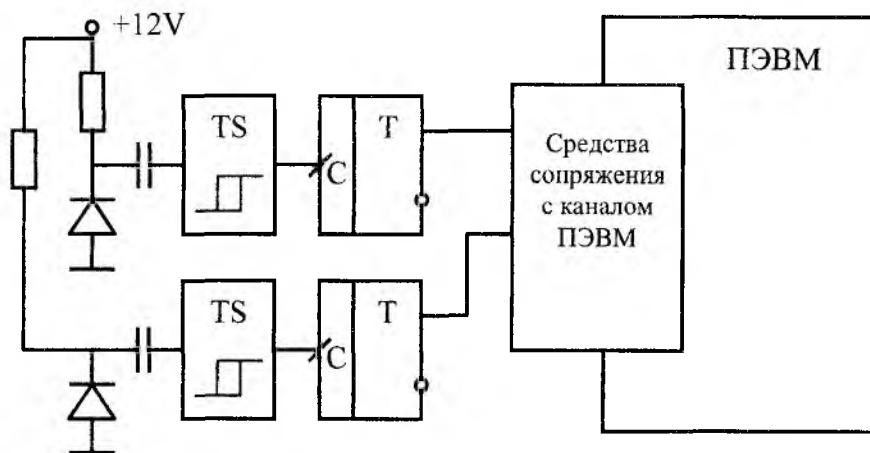 +12V
ПЭВМ
TS
T
C
Средства
сопряжения
с каналом
ПЭВМ
TS
T
C